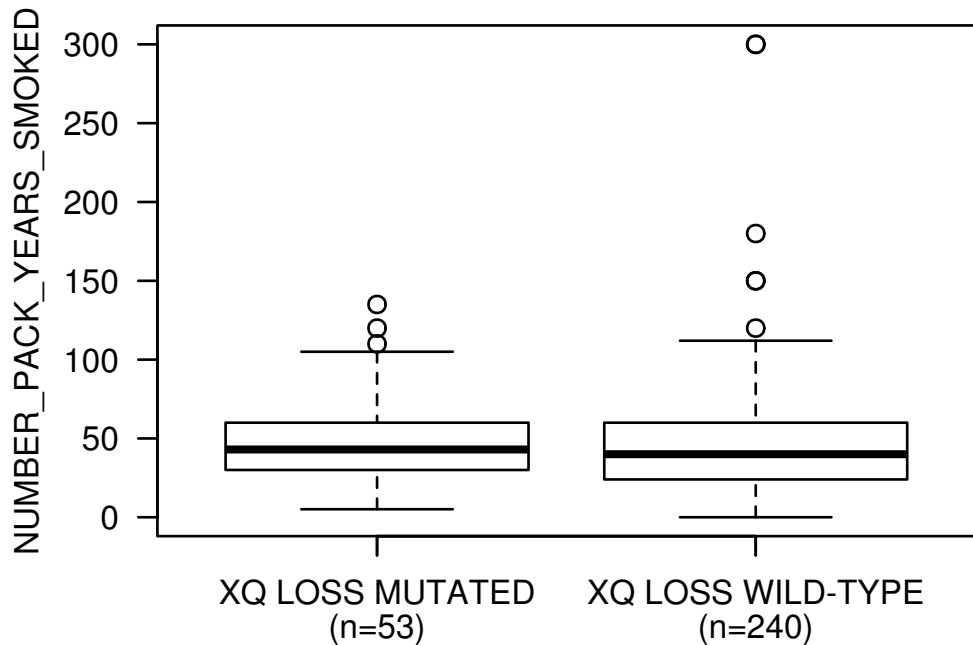 NUMBER_PACK_YEARS_SMOKED
300
250
200
150
100
50
0
XQ LOSS MUTATED
(n=53)
XQ LOSS WILD-TYPE
(n=240)